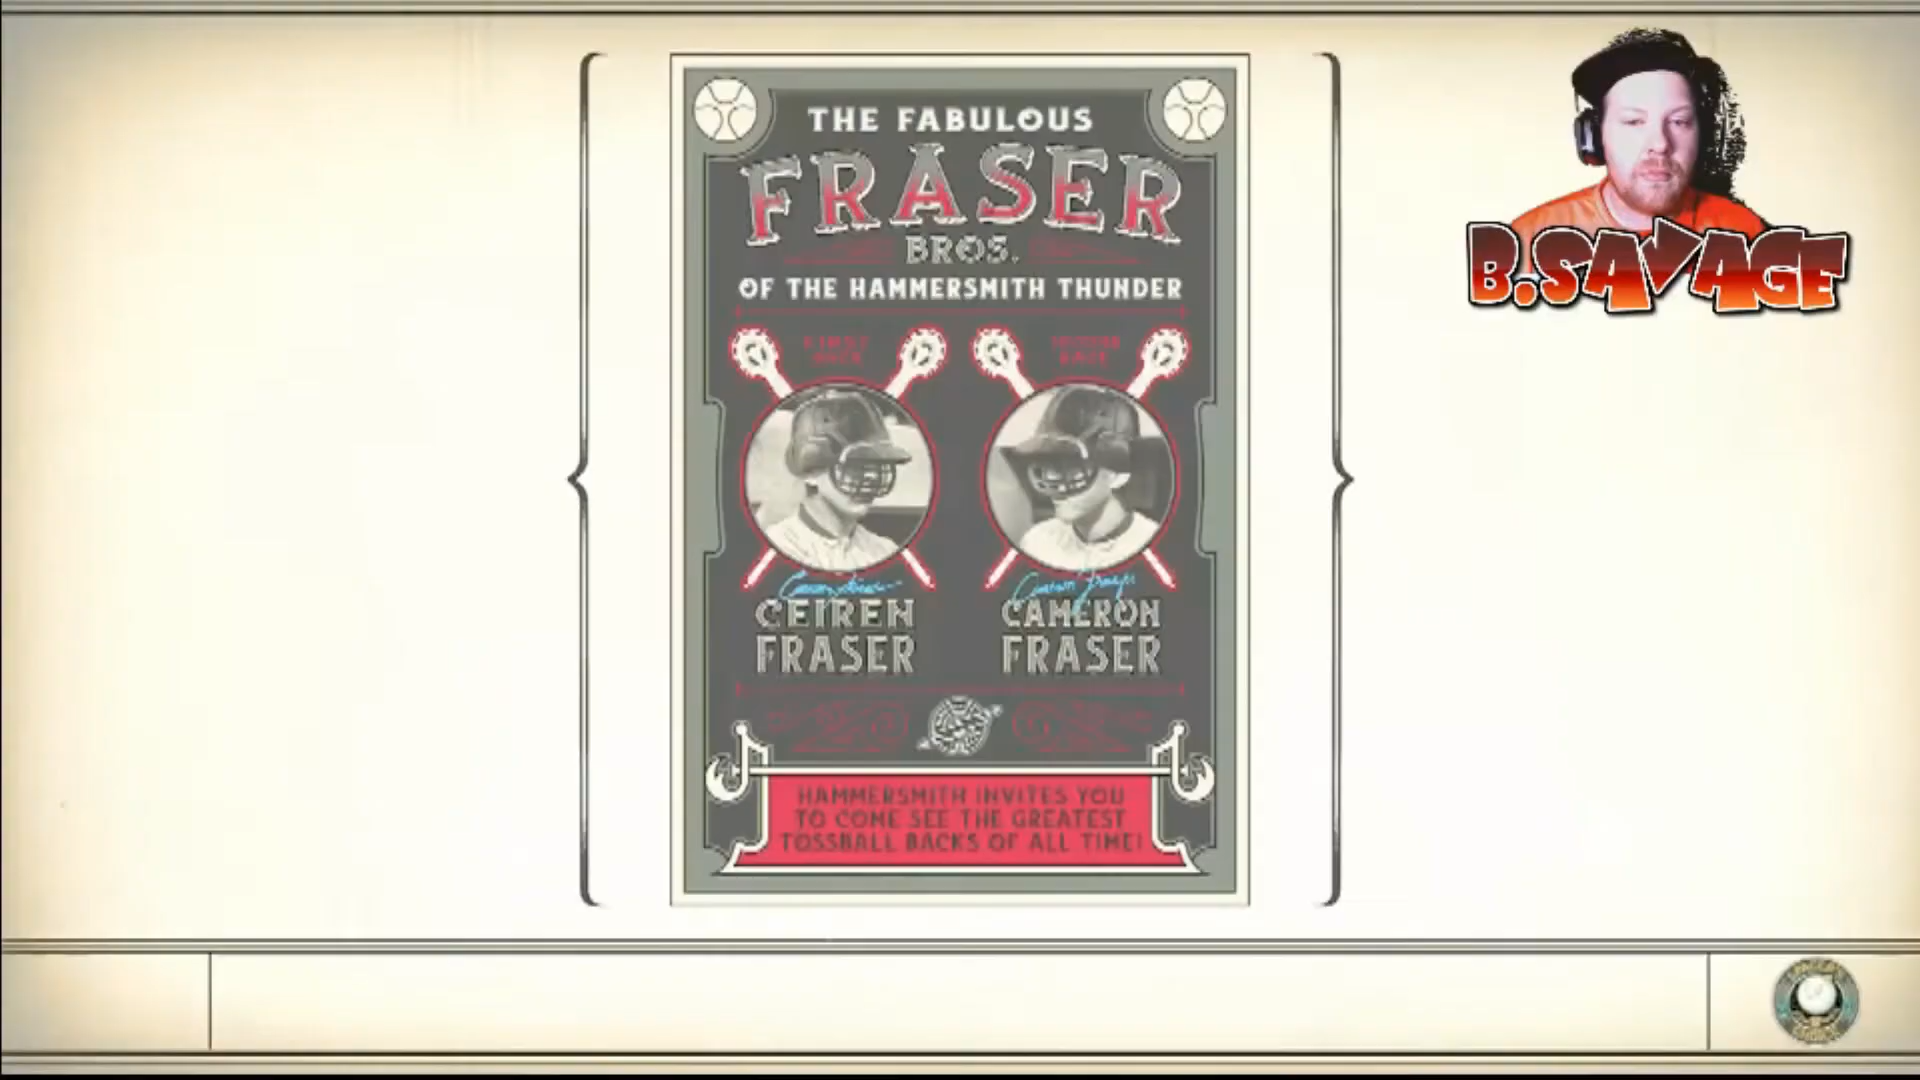 THE FABULOUS
FRASER
BROS.
OF THE HAMMERSMITH THUNDER
CEIREN
FRASER
CAMERON
FRASER
HAMMERSMITH INVITES YOU
TO COME SEE THE GREATEST
TOSSBALL BACKS OF ALL TIME!
B.SAVAGE